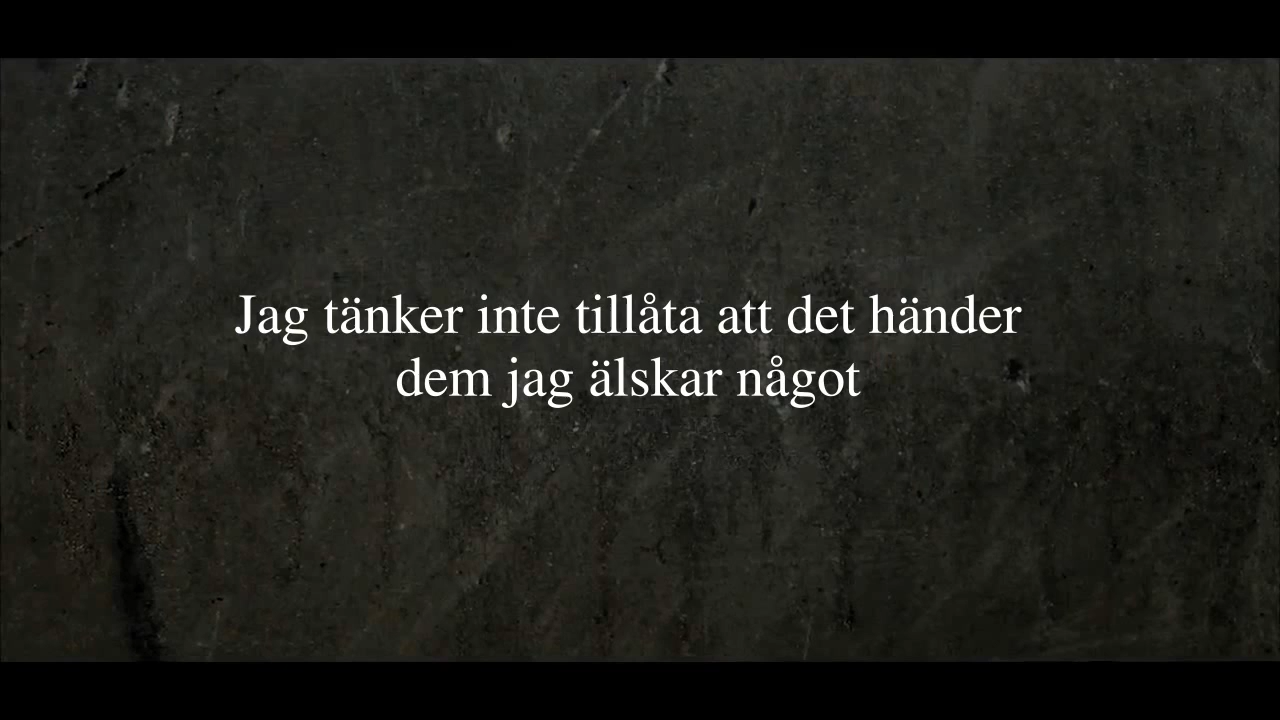 Jag tänker inte tillåta att det händer
dem jag älskar något